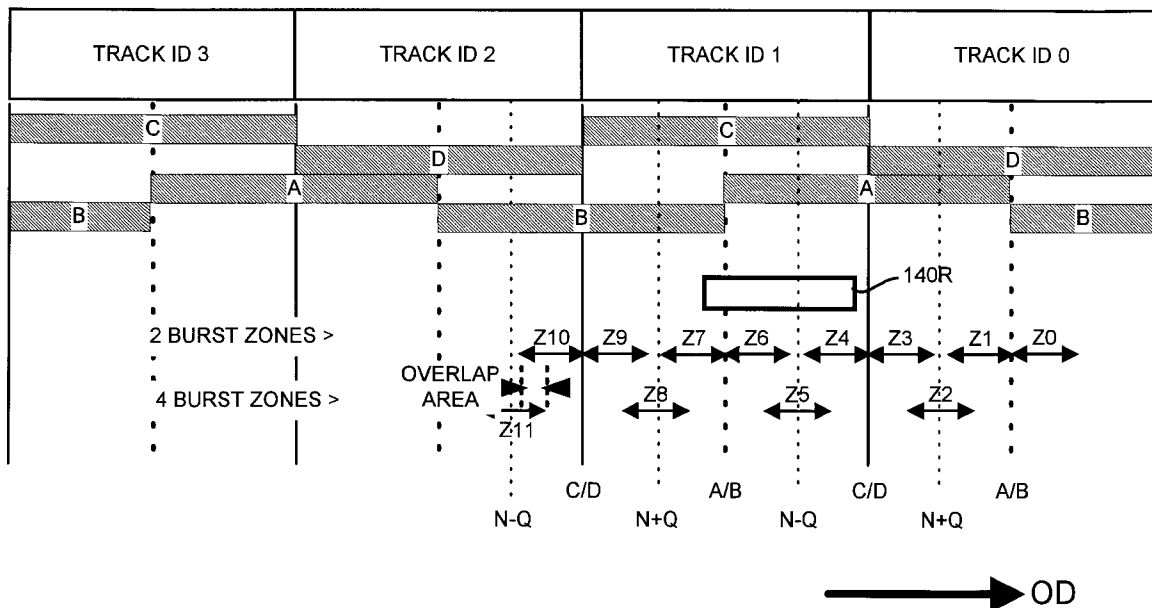 TRACK ID 3 TRACK ID 2 TRACK ID 1 TRACK ID 0
C C
D D
A A
B B B
140R
2 BURST ZONES > Z10 Z9 Z7 Z6 Z4 Z3 Z1 Z0
OVERLAP
AREA
4 BURST ZONES > Z11 Z8 Z5 Z2
C/D A/B C/D A/B
N-Q N+Q N-Q N+Q
OD